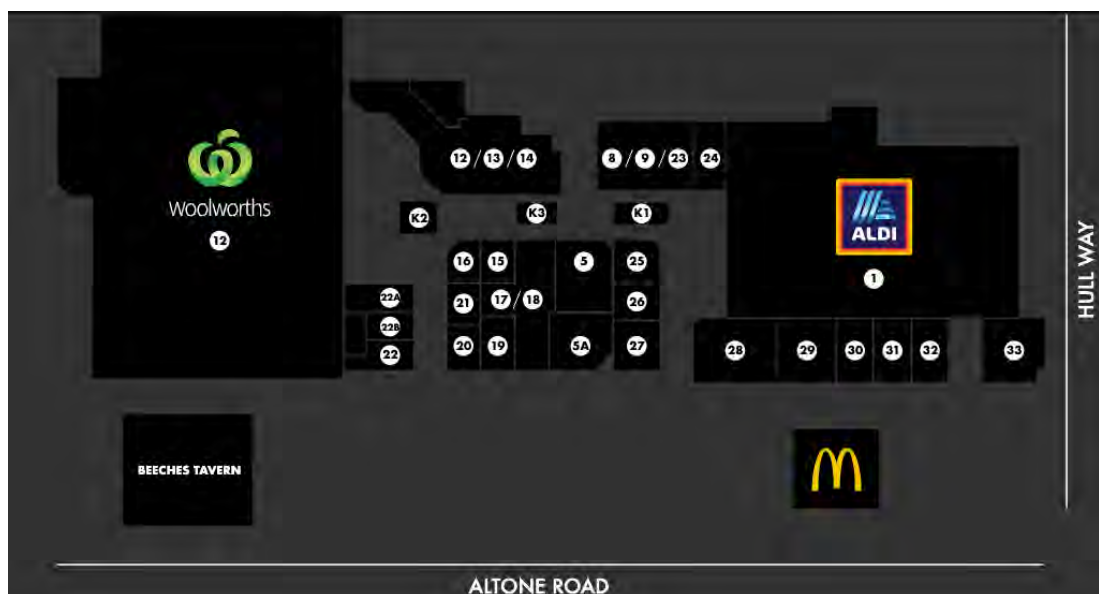 12 / 13 / 14
8 / 9 / 23
24
Woolworths
12
K2
K3
K1
ALDI
1
16
15
5
25
22A
21
17 / 18
26
22B
22
20
19
5A
27
28
29
30
31
32
33
HULL WAY
BEECHES TAVERN
M
ALTONE ROAD